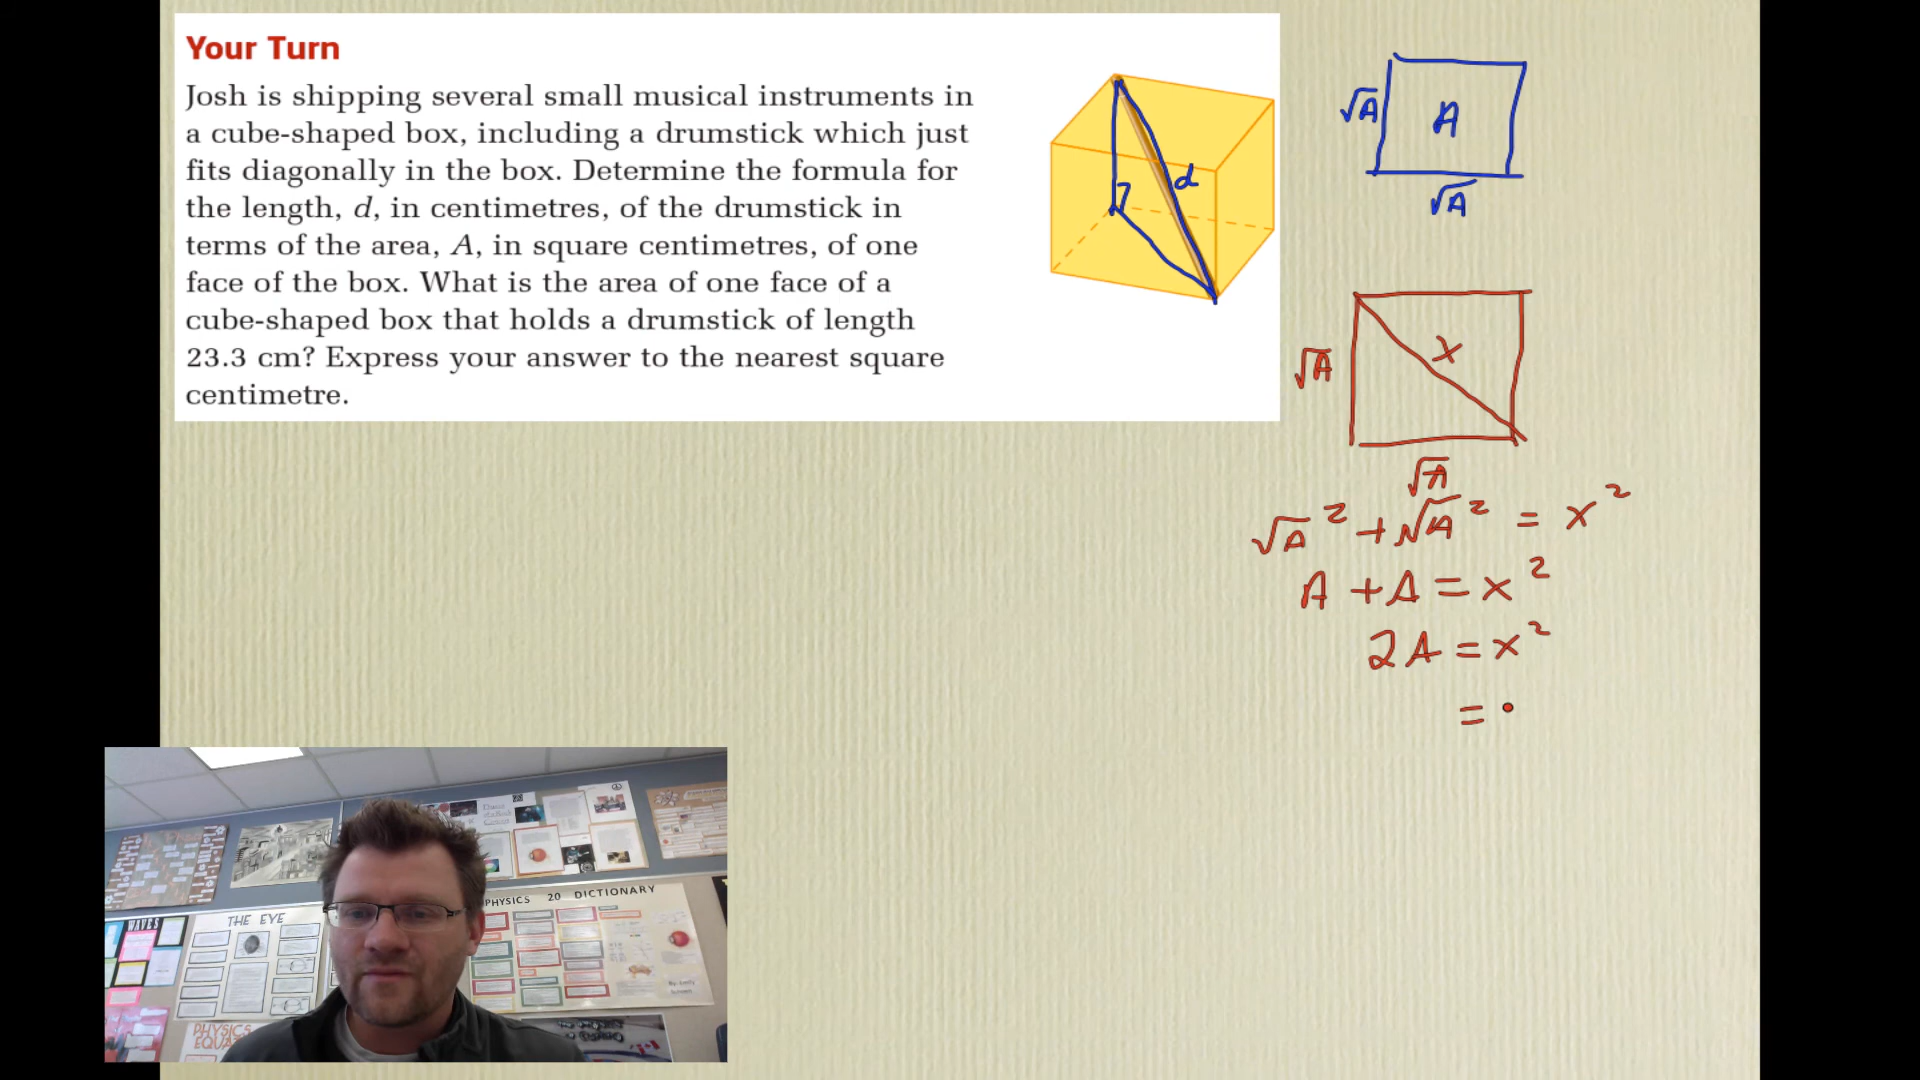 Your Turn
Josh is shipping several small musical instruments in
a cube-shaped box, including a drumstick which just
fits diagonally in the box. Determine the formula for
the length, d, in centimetres, of the drumstick in
terms of the area, A, in square centimetres, of one
face of the box. What is the area of one face of a
cube-shaped box that holds a drumstick of length
23.3 cm? Express your answer to the nearest square
centimetre.
d
√A
A
√A
√A
x
√A
√A² + √A² = x²
A + A = x²
2A = x²
=
WAVES
THE EYE
PHYSICS 20 DICTIONARY
PHYSICS